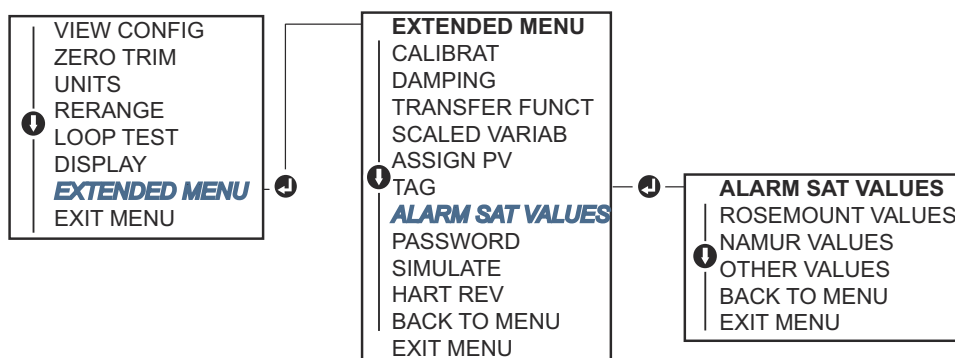 VIEW CONFIG
ZERO TRIM
UNITS
RERANGE
LOOP TEST
DISPLAY
EXTENDED MENU
EXIT MENU
EXTENDED MENU
CALIBRAT
DAMPING
TRANSFER FUNCT
SCALED VARIAB
ASSIGN PV
TAG
ALARM SAT VALUES
PASSWORD
SIMULATE
HART REV
BACK TO MENU
EXIT MENU
ALARM SAT VALUES
ROSEMOUNT VALUES
NAMUR VALUES
OTHER VALUES
BACK TO MENU
EXIT MENU